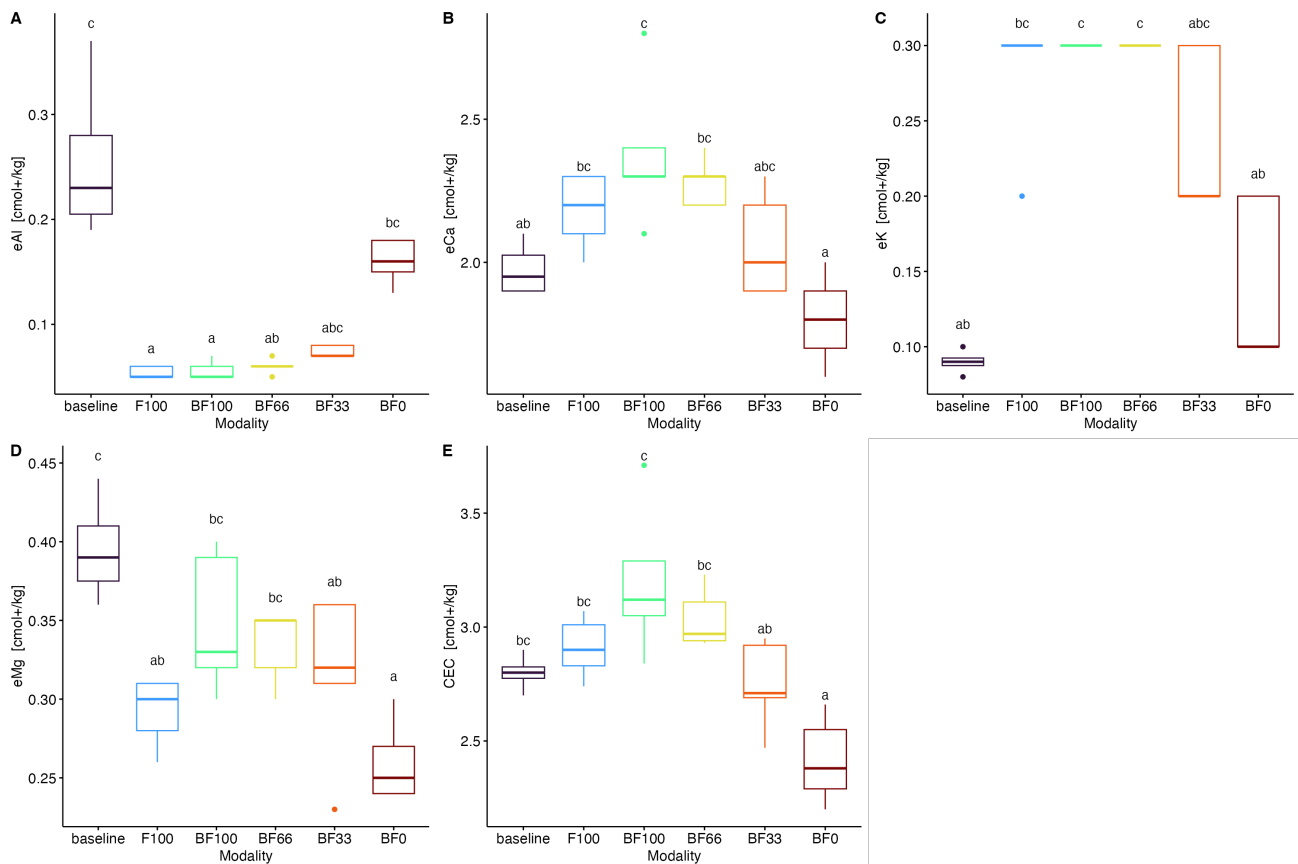 A
c
a
a
ab
abc
bc
0.3
0.2
0.1
eAl [cmol+/kg]
baseline F100 BF100 BF66 BF33 BF0
Modality
B
ab
bc
c
bc
abc
a
2.5
2.0
eCa [cmol+/kg]
baseline F100 BF100 BF66 BF33 BF0
Modality
C
ab
bc
c
c
abc
ab
0.30
0.25
0.20
0.15
0.10
eK [cmol+/kg]
baseline F100 BF100 BF66 BF33 BF0
Modality
D
c
ab
bc
bc
ab
a
0.45
0.40
0.35
0.30
0.25
eMg [cmol+/kg]
baseline F100 BF100 BF66 BF33 BF0
Modality
E
bc
bc
c
bc
ab
a
3.5
3.0
2.5
CEC [cmol+/kg]
baseline F100 BF100 BF66 BF33 BF0
Modality